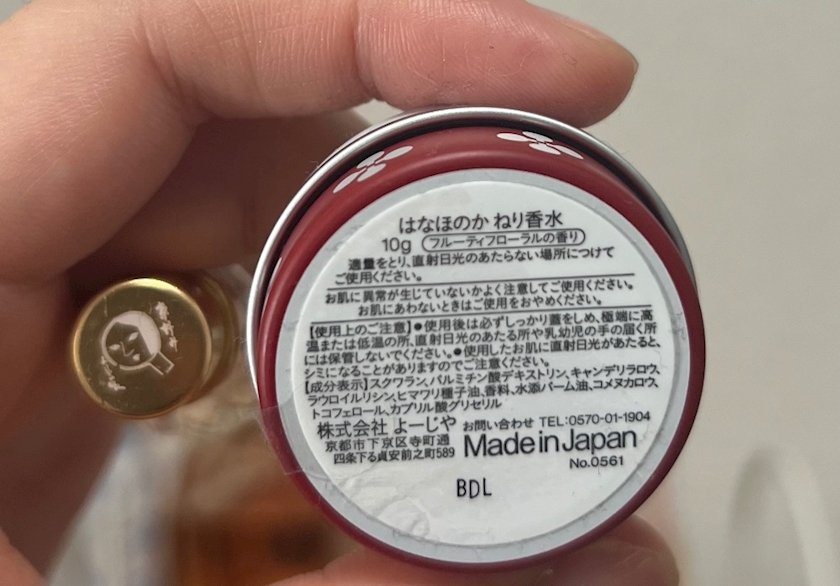 はなほのか ねり香水
10g フルーティフローラルの香り
適量をとり、直射日光のあたらない場所につけて
ご使用ください。
お肌に異常が生じていないかよく注意してご使用ください。
お肌にあわないときはご使用をおやめください。
【使用上のご注意】●使用後は必ずしっかり蓋をしめ、極端に高
温または低温の所、直射日光のあたる所や乳幼児の手の届く所
には保管しないでください。●使用したお肌に直射日光があたると、
シミになることがありますのでご注意ください。
【成分表示】スクワラン、パルミチン酸デキストリン、キャンデリラロウ、
ラウロイルリシン、ヒマワリ種子油、香料、水添パーム油、コメヌカロウ、
トコフェロール、カプリル酸グリセリル
株式会社 よーじや お問い合わせ TEL:0570-01-1904
京都市下京区寺町通
四条下る貞安前之町589
Made in Japan
No.0561
BDL